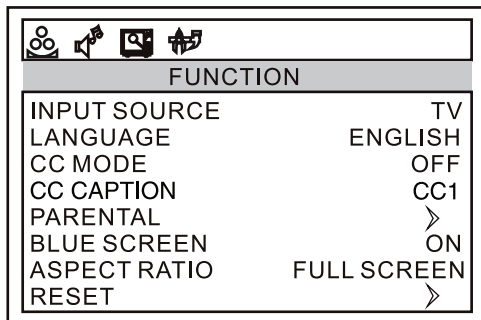 FUNCTION
INPUT SOURCE TV
LANGUAGE ENGLISH
CC MODE OFF
CC CAPTION CC1
PARENTAL
BLUE SCREEN ON
ASPECT RATIO FULL SCREEN
RESET